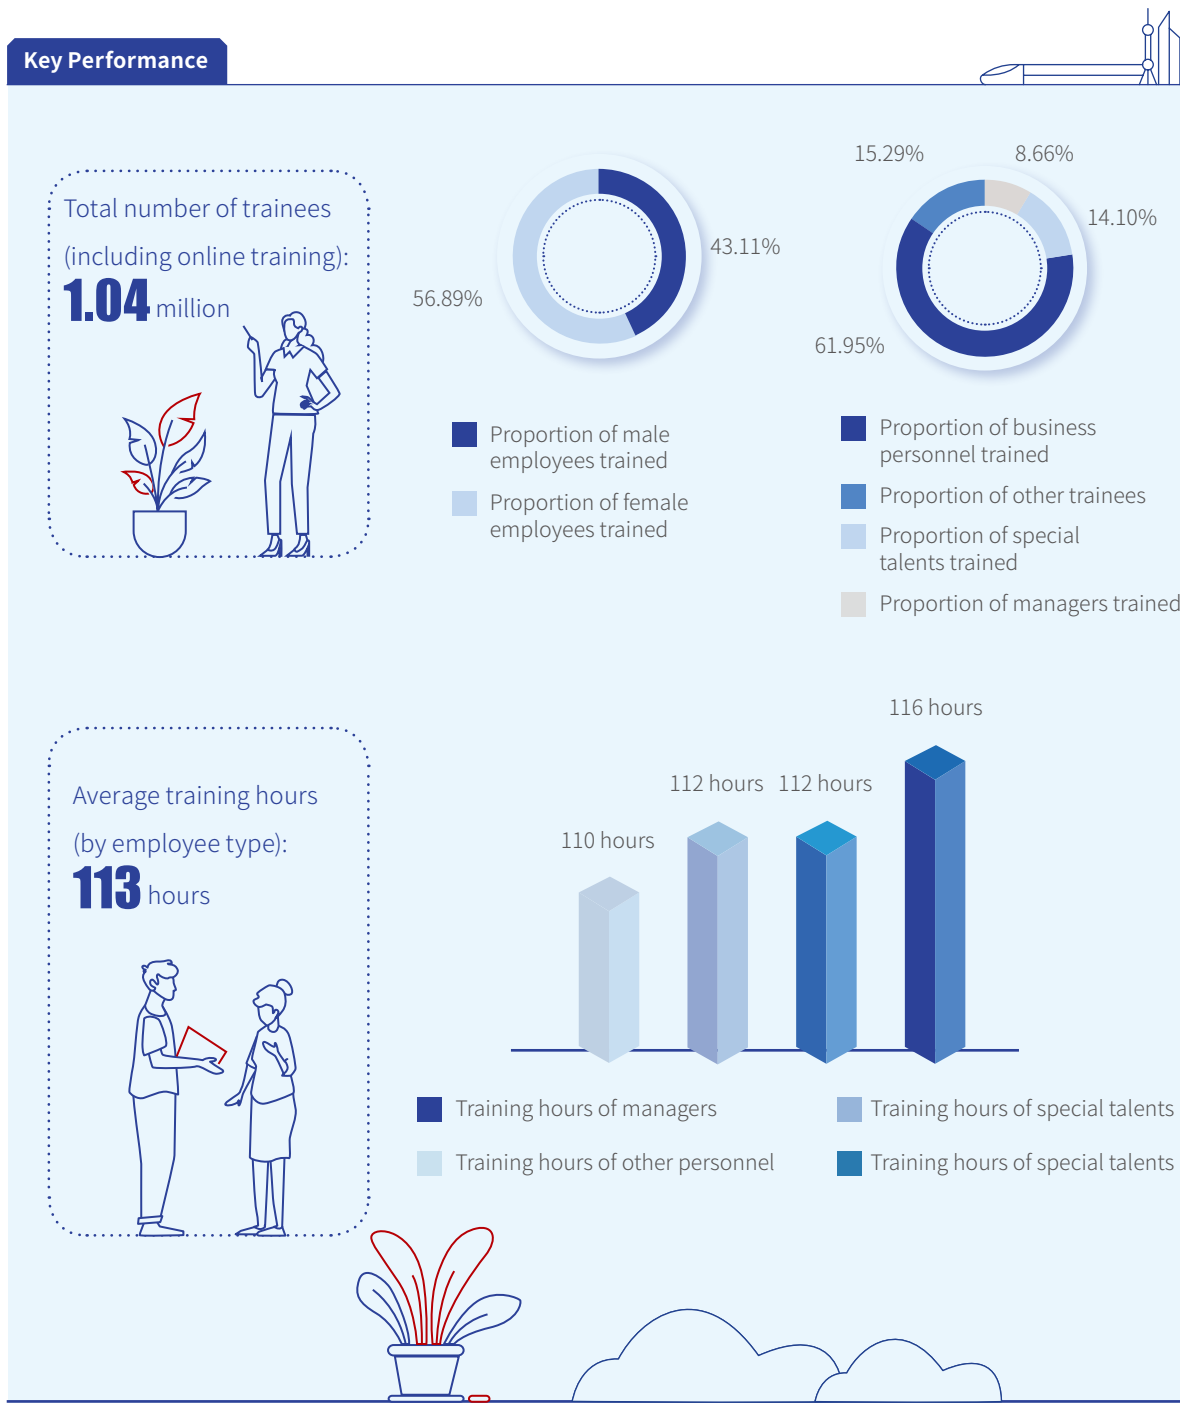 Key Performance
Total number of trainees
(including online training):
1.04 million
56.89%
43.11%
Proportion of male
employees trained
Proportion of female
employees trained
15.29%
8.66%
14.10%
61.95%
Proportion of business
personnel trained
Proportion of other trainees
Proportion of special
talents trained
Proportion of managers trained
Average training hours
(by employee type):
113 hours
110 hours
112 hours
112 hours
116 hours
Training hours of managers
Training hours of special talents
Training hours of other personnel
Training hours of special talents